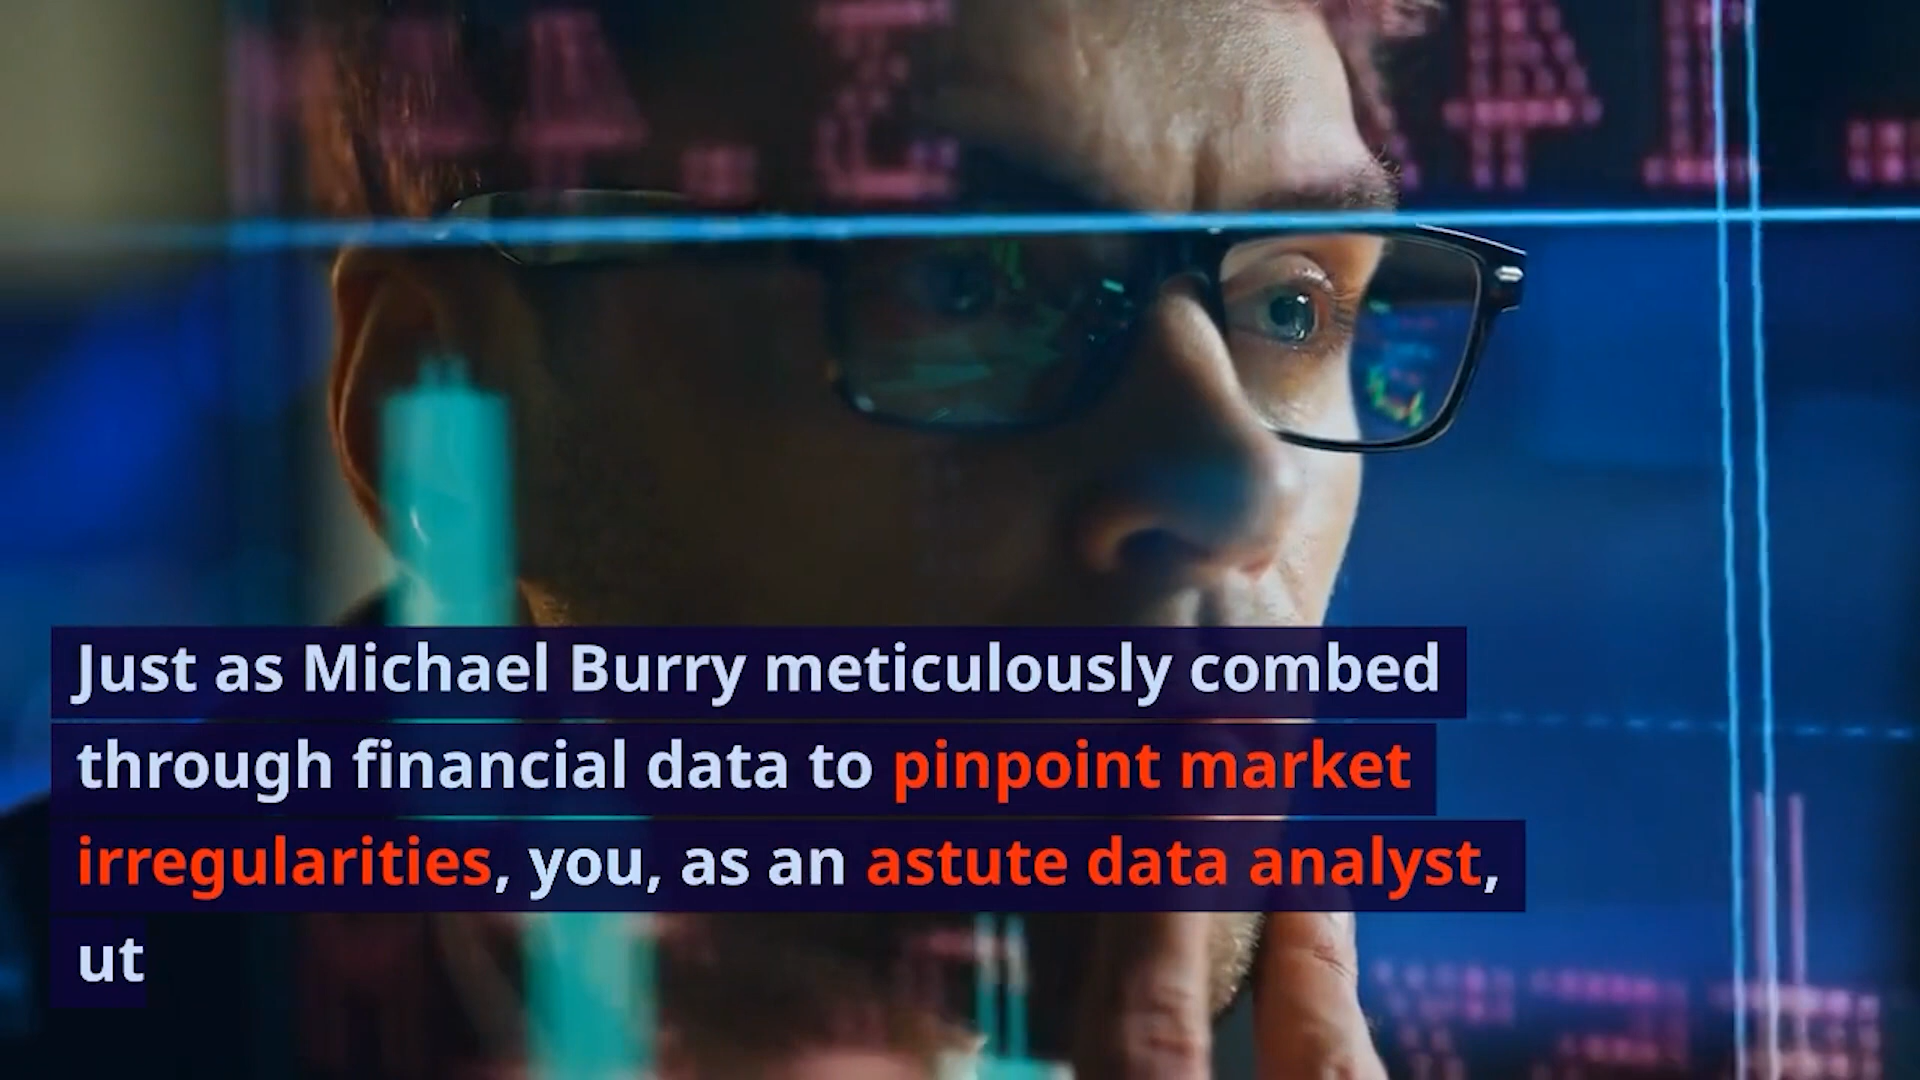 Just as Michael Burry meticulously combed
through financial data to pinpoint market
irregularities, you, as an astute data analyst,
ut